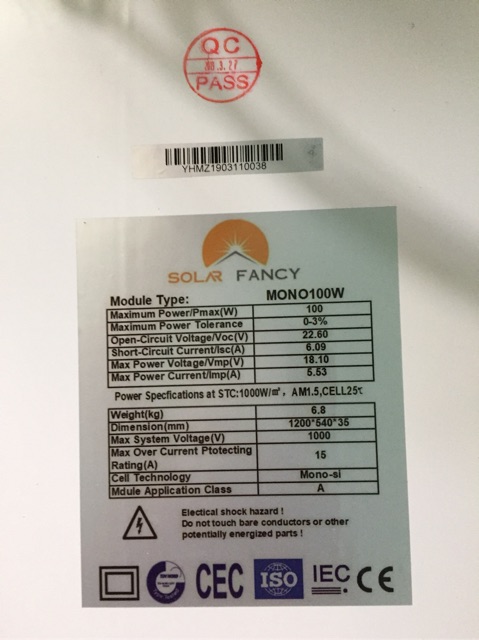 QC
PASS
YHMZ1903110038
SOLAR FANCY
Module Type: MONO100W
Maximum Power/Pmax(W) 100
Maximum Power Tolerance 0-3%
Open-Circuit Voltage/Voc(V) 22.60
Short-Circuit Current/Isc(A) 6.09
Max Power Voltage/Vmp(V) 18.10
Max Power Current/Imp(A) 5.53
Power Specfications at STC:1000W/㎡, AM1.5,CELL25τ
Weight(kg) 6.8
Dimension(mm) 1200*540*35
Max System Voltage(V) 1000
Max Over Current Ptotecting
Rating(A) 15
Cell Technology Mono-si
Mdule Application Class A
Electical shock hazard !
Do not touch bare conductors or other
potentially energized parts !
CEC ISO IEC CE